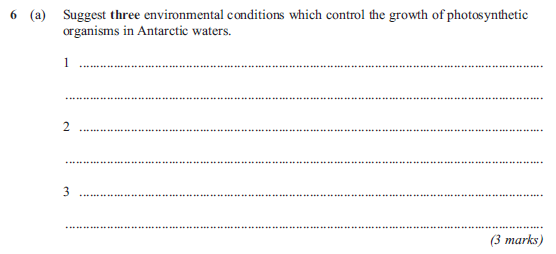 6 (a) Suggest three environmental conditions which control the growth of photosynthetic
organisms in Antarctic waters.
1 ................................................................
................................................................
2 ................................................................
................................................................
3 ................................................................
................................................................
(3 marks)